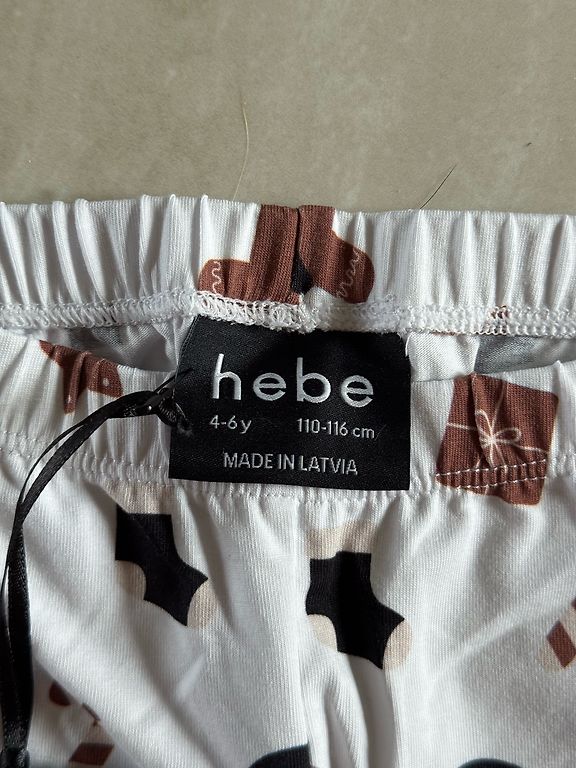 hebe
4-6 y 110-116 cm
MADE IN LATVIA